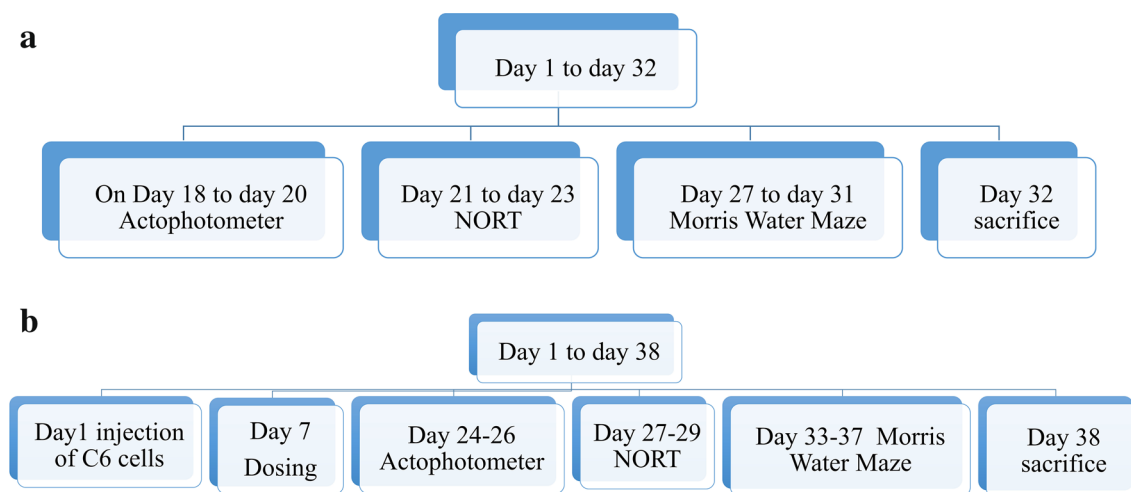 a
Day 1 to day 32
On Day 18 to day 20
Actophotometer
Day 21 to day 23
NORT
Day 27 to day 31
Morris Water Maze
Day 32
sacrifice
b
Day 1 to day 38
Day1 injection
of C6 cells
Day 7
Dosing
Day 24-26
Actophotometer
Day 27-29
NORT
Day 33-37 Morris
Water Maze
Day 38
sacrifice